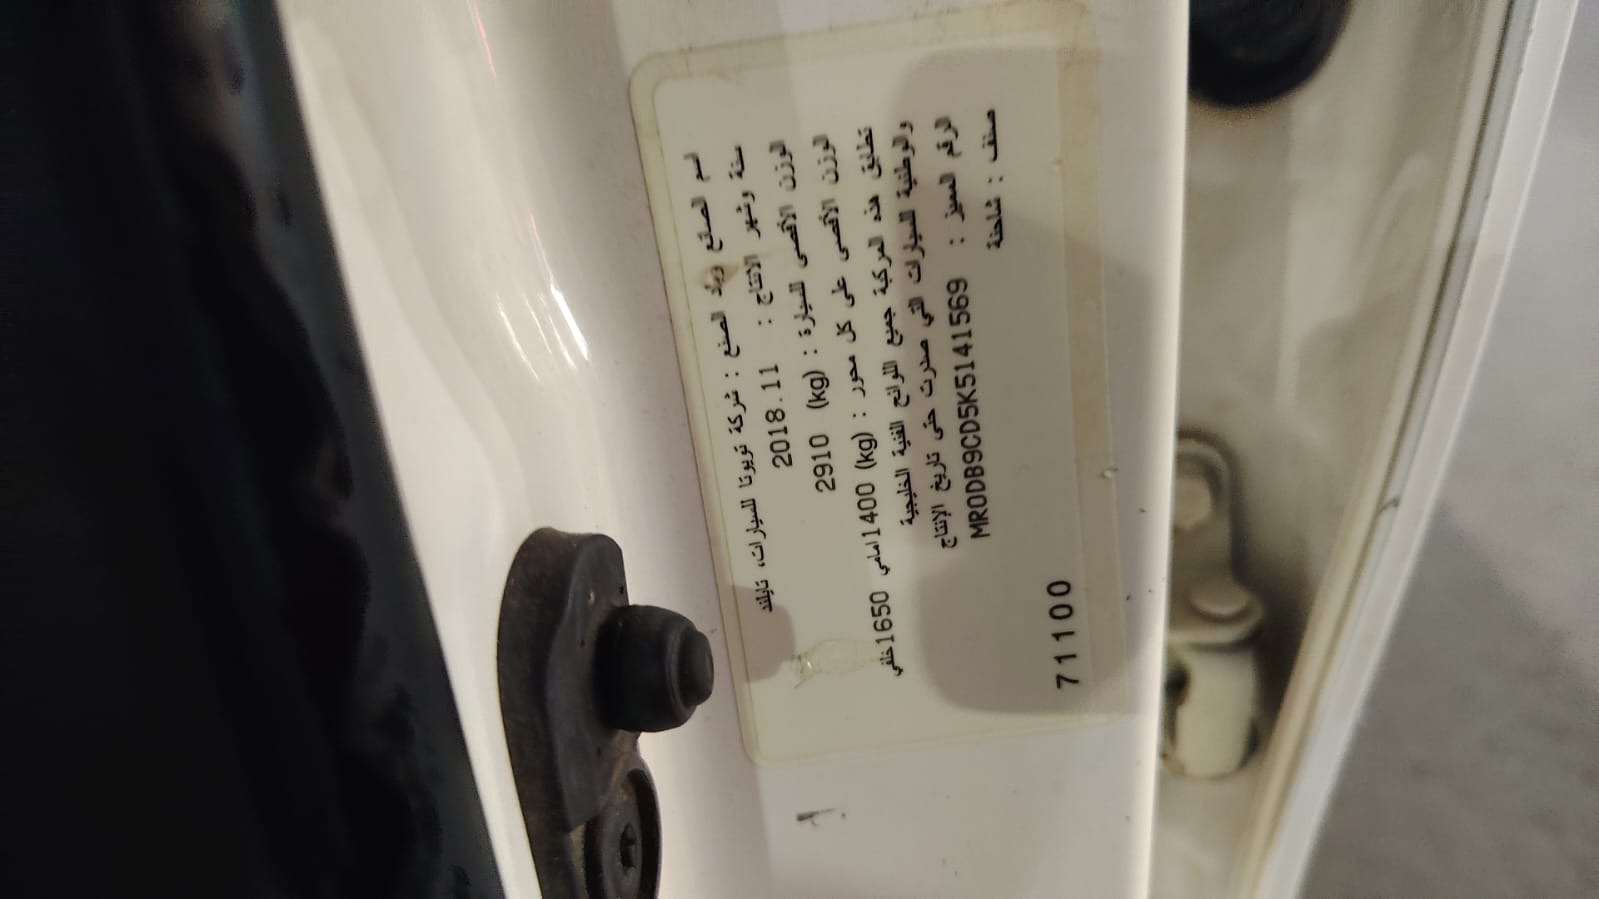 اسم الصانع وبلد الصنع : شركة تويوتا للسيارات، تايلند
سنة وشهر الانتاج : 2018.11
الوزن الأقصى للسيارة : (kg) 2910
الوزن الأقصى على كل محور : (kg) 1400امامي 1650خلفي
تطابق هذه المركبة جميع اللوائح الفنية الخليجية
والوطنية للسيارات التي صدرت حتى تاريخ الإنتاج
الرقم المميز : MR0DB9CD5K5141569
صنف : شاحنة
71100